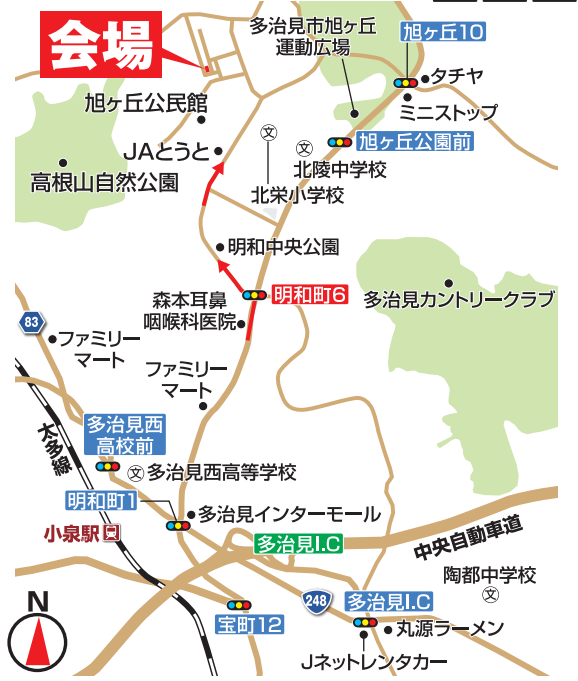 会場
多治見市旭ヶ丘
運動広場
旭ヶ丘10
タチヤ
ミニストップ
旭ヶ丘公民館
文
旭ヶ丘公園前
JAとうと
文
北陵中学校
高根山自然公園
北栄小学校
明和中央公園
明和町6
多治見カントリークラブ
森本耳鼻
咽喉科医院
83
ファミリー
マート
ファミリー
マート
多治見西
高校前
太多線
文
多治見西高等学校
明和町1
多治見インターモール
小泉駅
多治見I.C
中央自動車道
陶都中学校
文
248
多治見I.C
宝町12
丸源ラーメン
Jネットレンタカー
N